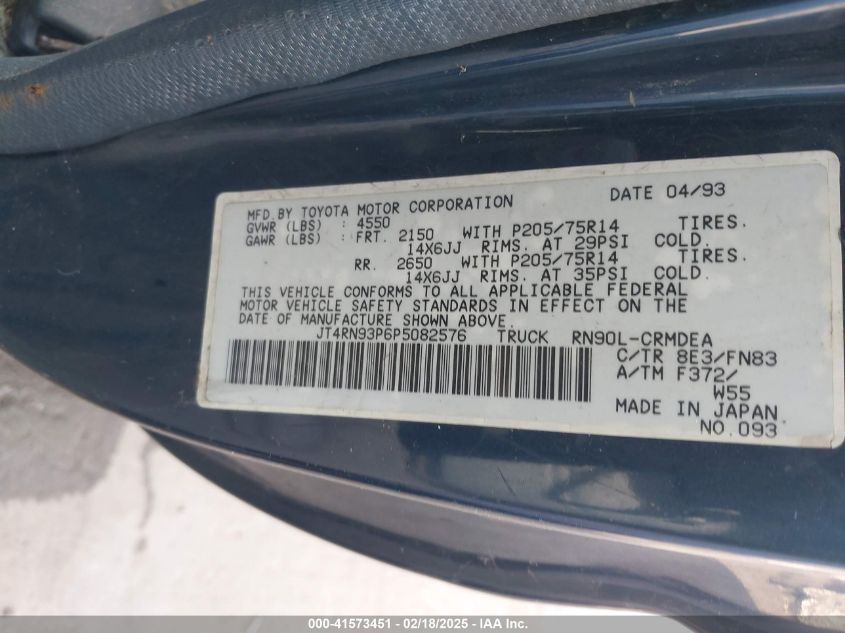 MFD.BY TOYOTA MOTOR CORPORATION DATE 04/93
GVWR (LBS) : 4550
GAWR (LBS) : FRT. 2150 WITH P205/75R14 TIRES.
14X6JJ RIMS. AT 29PSI COLD.
RR. 2650 WITH P205/75R14 TIRES.
14X6JJ RIMS. AT 35PSI COLD.
THIS VEHICLE CONFORMS TO ALL APPLICABLE FEDERAL
MOTOR VEHICLE SAFETY STANDARDS IN EFFECT ON THE
DATE OF MANUFACTURE SHOWN ABOVE.
JT4RN93P6P5082576 TRUCK RN90L-CRMDEA
C/TR 8E3/FN83
A/TM F372/
W55
MADE IN JAPAN.
NO.093
000-41573451 - 02/18/2025 - IAA Inc.